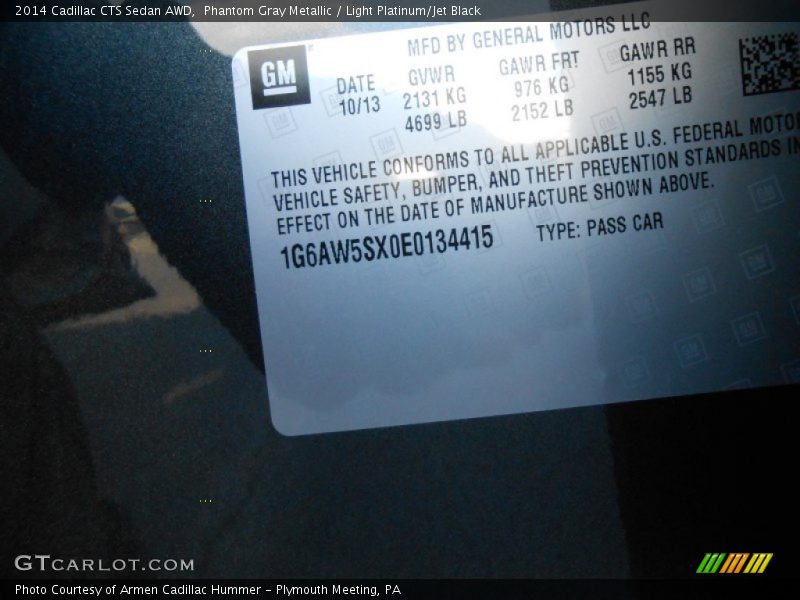 2014 Cadillac CTS Sedan AWD,  Phantom Gray Metallic / Light Platinum/Jet Black
GM
MFD BY GENERAL MOTORS LLC
DATE GVWR GAWR FRT GAWR RR
10/13 2131 KG 976 KG 1155 KG
4699 LB 2152 LB 2547 LB
THIS VEHICLE CONFORMS TO ALL APPLICABLE U.S. FEDERAL MOTO
VEHICLE SAFETY, BUMPER, AND THEFT PREVENTION STANDARDS IN
EFFECT ON THE DATE OF MANUFACTURE SHOWN ABOVE.
1G6AW5SX0E0134415 TYPE: PASS CAR
GTcarlot.com
Photo Courtesy of Armen Cadillac Hummer - Plymouth Meeting, PA